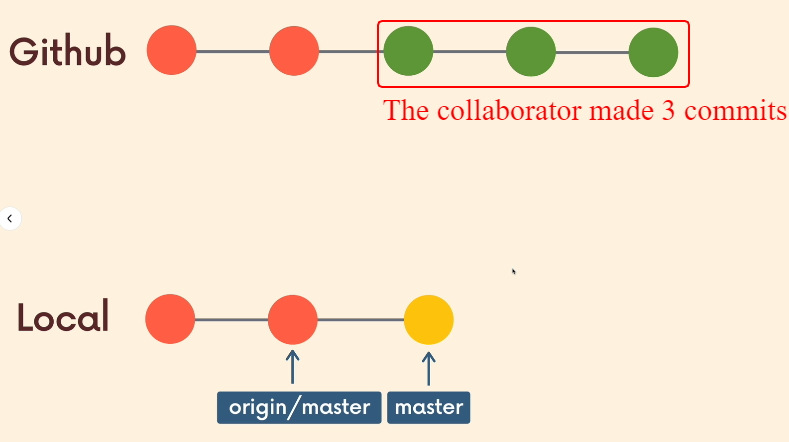 Github
The collaborator made 3 commits
Local
origin/master
master